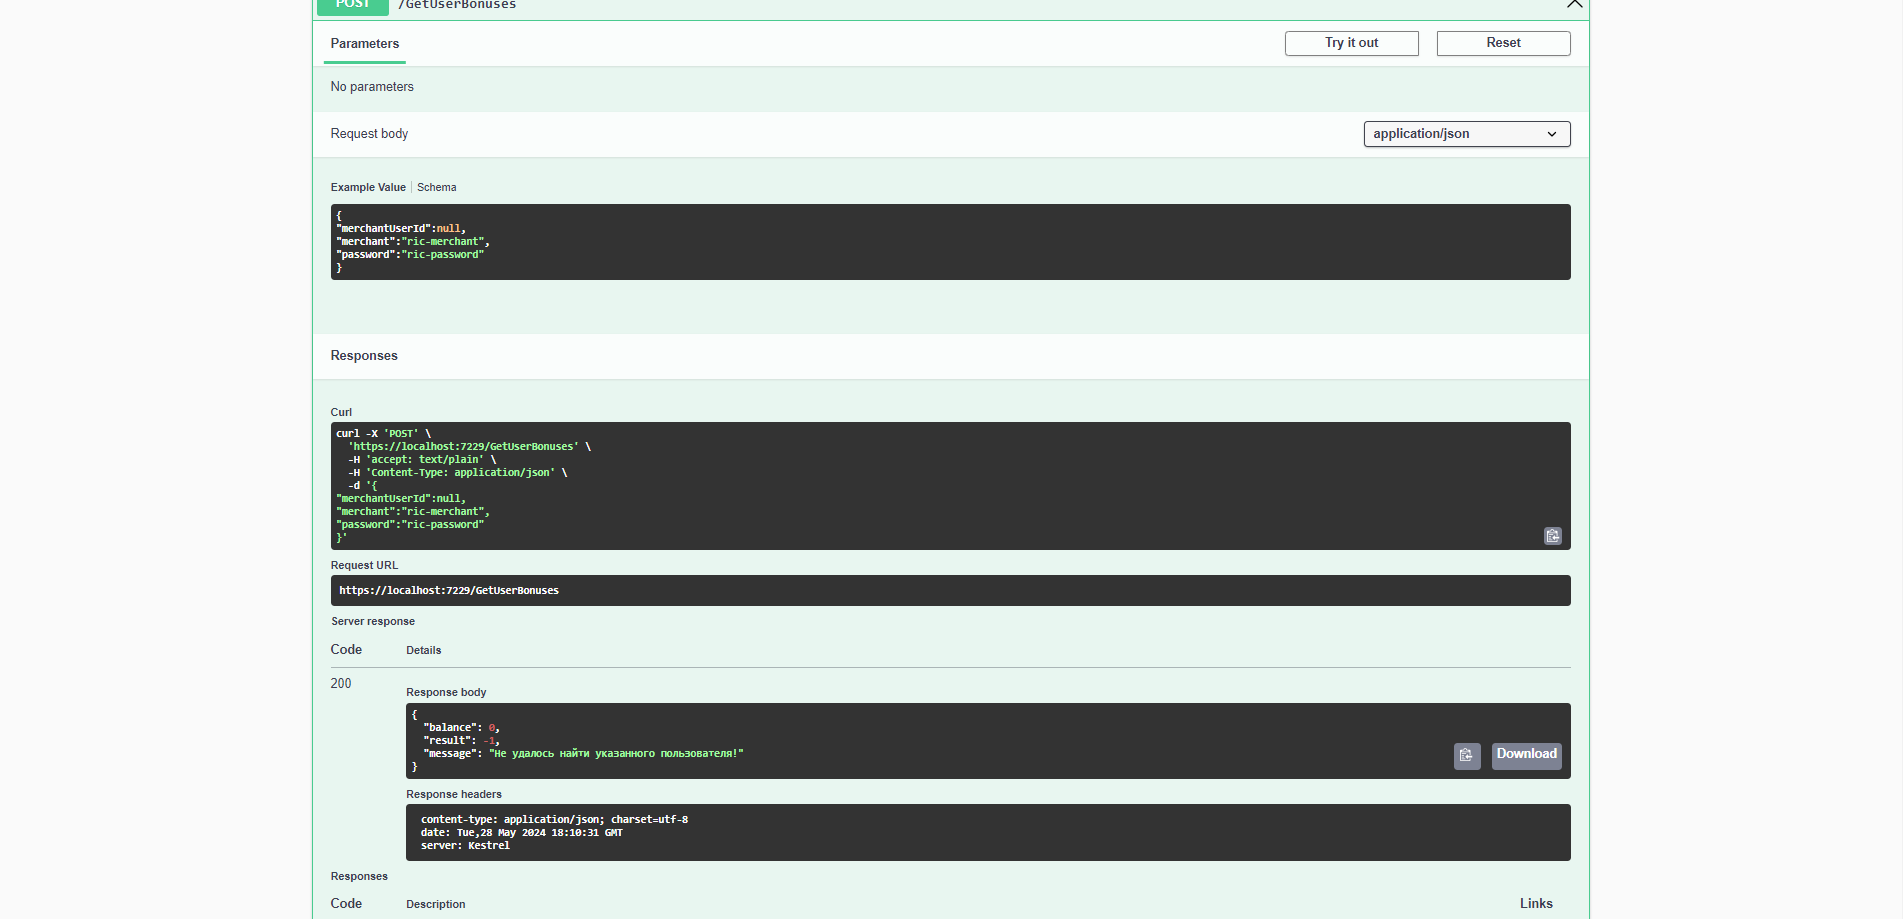 POST /GetUserBonuses
Parameters
Try it out
Reset
No parameters
Request body
application/json
Example Value | Schema
{
"merchantUserId":null,
"merchant":"ric-merchant",
"password":"ric-password"
}
Responses
Curl
curl -X 'POST' \
  'https://localhost:7229/GetUserBonuses' \
  -H 'accept: text/plain' \
  -H 'Content-Type: application/json' \
  -d '{
"merchantUserId":null,
"merchant":"ric-merchant",
"password":"ric-password"
}'
Request URL
https://localhost:7229/GetUserBonuses
Server response
Code Details
200
Response body
{
  "balance": 0,
  "result": -1,
  "message": "Не удалось найти указанного пользователя!"
}
Download
Response headers
content-type: application/json; charset=utf-8
date: Tue,28 May 2024 18:10:31 GMT
server: Kestrel
Responses
Code Description Links